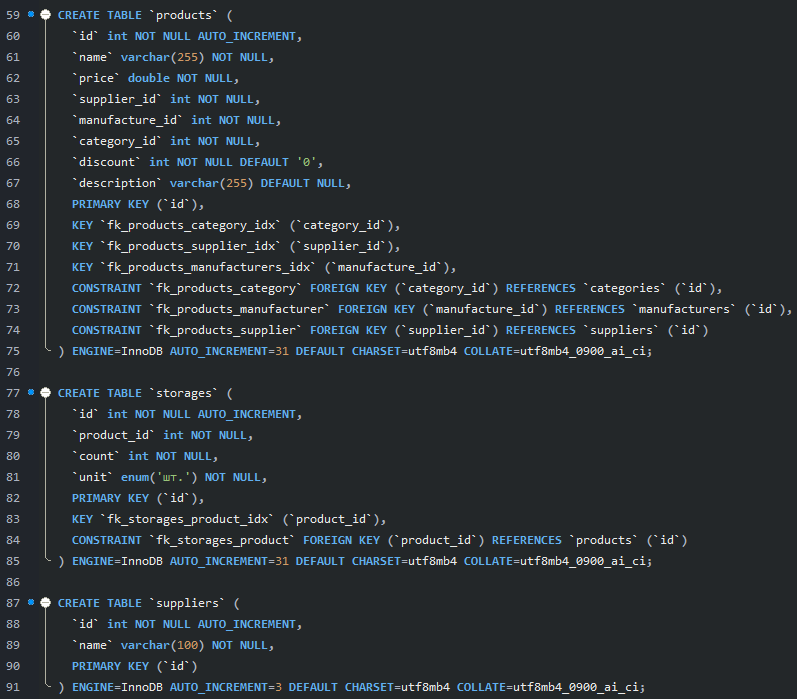 59 CREATE TABLE `products` (
60 `id` int NOT NULL AUTO_INCREMENT,
61 `name` varchar(255) NOT NULL,
62 `price` double NOT NULL,
63 `supplier_id` int NOT NULL,
64 `manufacture_id` int NOT NULL,
65 `category_id` int NOT NULL,
66 `discount` int NOT NULL DEFAULT '0',
67 `description` varchar(255) DEFAULT NULL,
68 PRIMARY KEY (`id`),
69 KEY `fk_products_category_idx` (`category_id`),
70 KEY `fk_products_supplier_idx` (`supplier_id`),
71 KEY `fk_products_manufacturers_idx` (`manufacture_id`),
72 CONSTRAINT `fk_products_category` FOREIGN KEY (`category_id`) REFERENCES `categories` (`id`),
73 CONSTRAINT `fk_products_manufacturer` FOREIGN KEY (`manufacture_id`) REFERENCES `manufacturers` (`id`),
74 CONSTRAINT `fk_products_supplier` FOREIGN KEY (`supplier_id`) REFERENCES `suppliers` (`id`)
75 ) ENGINE=InnoDB AUTO_INCREMENT=31 DEFAULT CHARSET=utf8mb4 COLLATE=utf8mb4_0900_ai_ci;
76
77 CREATE TABLE `storages` (
78 `id` int NOT NULL AUTO_INCREMENT,
79 `product_id` int NOT NULL,
80 `count` int NOT NULL,
81 `unit` enum('шт.') NOT NULL,
82 PRIMARY KEY (`id`),
83 KEY `fk_storages_product_idx` (`product_id`),
84 CONSTRAINT `fk_storages_product` FOREIGN KEY (`product_id`) REFERENCES `products` (`id`)
85 ) ENGINE=InnoDB AUTO_INCREMENT=31 DEFAULT CHARSET=utf8mb4 COLLATE=utf8mb4_0900_ai_ci;
86
87 CREATE TABLE `suppliers` (
88 `id` int NOT NULL AUTO_INCREMENT,
89 `name` varchar(100) NOT NULL,
90 PRIMARY KEY (`id`)
91 ) ENGINE=InnoDB AUTO_INCREMENT=3 DEFAULT CHARSET=utf8mb4 COLLATE=utf8mb4_0900_ai_ci;